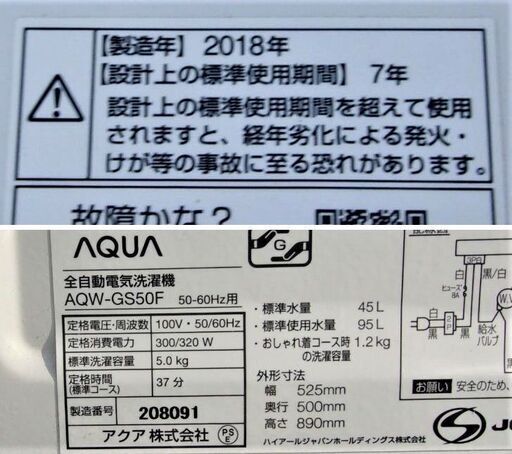 【製造年】2018年
【設計上の標準使用期間】7年
設計上の標準使用期間を超えて使用
されますと、経年劣化による発火・
けが等の事故に至る恐れがあります。
故障かな？
AQUA
G
全自動電気洗濯機
AQW-GS50F 50-60Hz用
定格電圧・周波数 100V・50/60Hz
定格消費電力 300/320 W
標準洗濯容量 5.0 kg
定格時間
(標準コース) 37 分
製造番号 208091
アクア 株式会社
PS
E
・標準水量 45L
・標準使用水量 95L
・おしゃれ着コース時 1.2kg
の洗濯容量
外形寸法
幅 525mm
奥行 500mm
高さ 890mm
ハイアールジャパンホールディングス株式会社
3PB
白
黒/白
ヒューズ
8A
白
黒
2P
白
黒
給水
バルブ
W.V
黒/
お願い 安全のため、